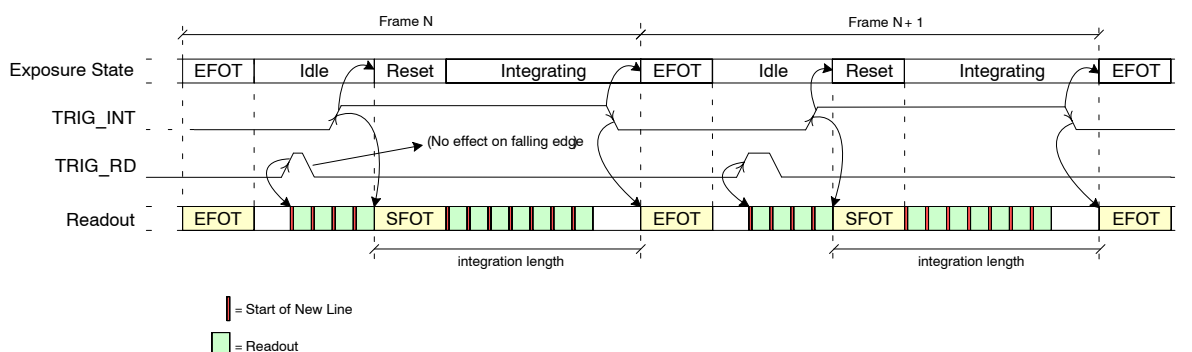 Frame N
Frame N+ 1
Exposure State
EFOT
Idle
Reset
Integrating
EFOT
Idle
Reset
Integrating
EFOT
TRIG_INT
(No effect on falling edge)
TRIG_RD
Readout
EFOT
SFOT
EFOT
SFOT
EFOT
integration length
integration length
= Start of New Line
= Readout